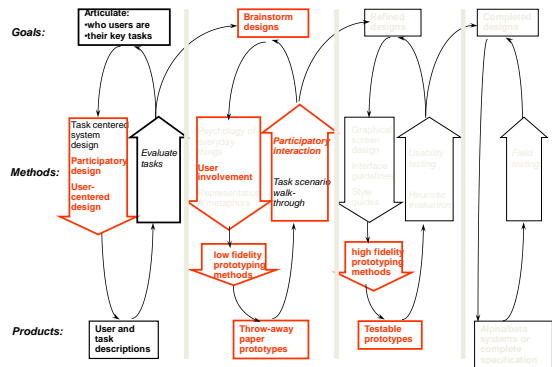 Goals:
Articulate:
•who users are
•their key tasks
Brainstorm
designs
Refined
designs
Completed
designs
Methods:
Task centered
system
design
Participatory
design
User-
centered
design
Evaluate
tasks
Psychology of
everyday
things
User
involvement
Representation
& metaphors
Participatory
interaction
Task scenario
walk-
through
Graphical
screen
design
Interface
guidelines
Style
guides
Usability
testing
Heuristic
evaluation
Field
testing
low fidelity
prototyping
methods
high fidelity
prototyping
methods
Products:
User and
task
descriptions
Throw-away
paper
prototypes
Testable
prototypes
Alpha/beta
systems or
complete
specification